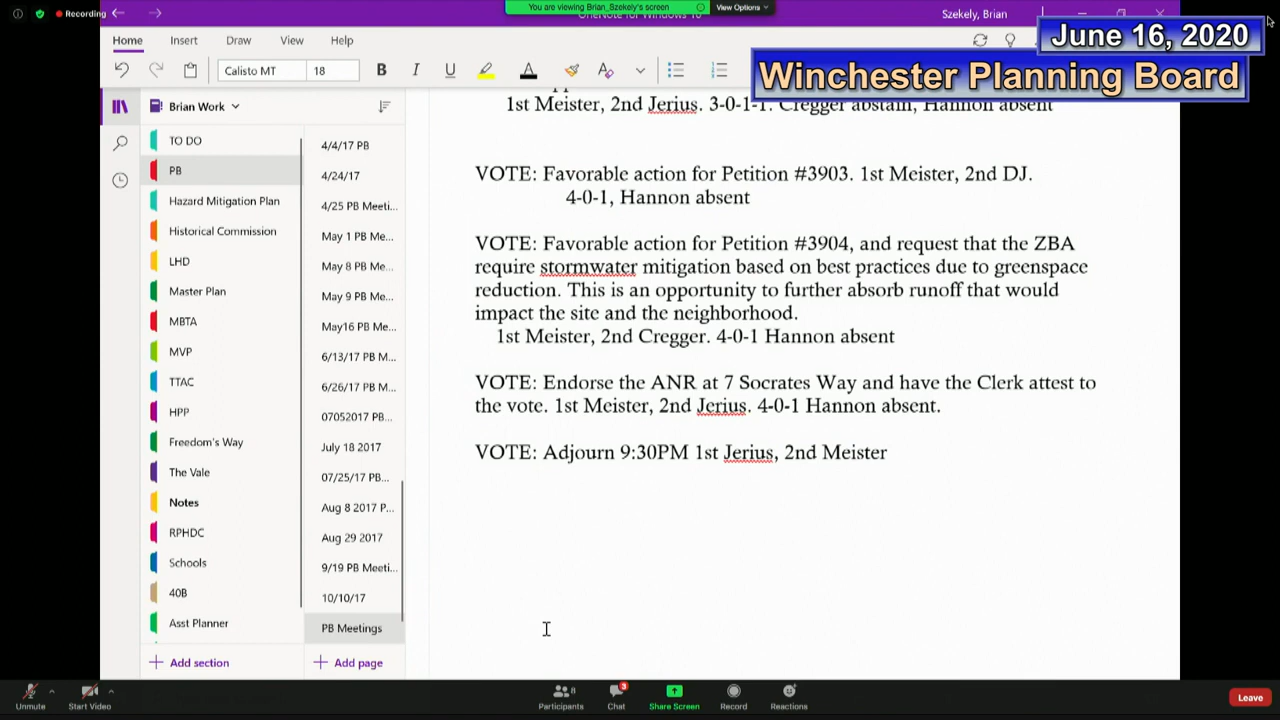 Recording
You are viewing Brian_Szekely's screen
View Options
Szekely, Brian
June 16, 2020
Winchester Planning Board
Home
Insert
Draw
View
Help
Calisto MT
18
B
I
U
A
Brian Work
TO DO
PB
Hazard Mitigation Plan
Historical Commission
LHD
Master Plan
MBTA
MVP
TTAC
HPP
Freedom's Way
The Vale
Notes
RPHDC
Schools
40B
Asst Planner
Add section
4/4/17 PB
4/24/17
4/25 PB Meeti...
May 1 PB Me...
May 8 PB Me...
May 9 PB Me...
May16 PB Me...
6/13/17 PB M...
6/26/17 PB M...
07052017 PB...
July 18 2017
07/25/17 PB...
Aug 8 2017 P...
Aug 29 2017
9/19 PB Meeti...
10/10/17
PB Meetings
Add page
1st Meister, 2nd Jerius. 3-0-1-1. Cregger abstain, Hannon absent
VOTE: Favorable action for Petition #3903. 1st Meister, 2nd DJ.
4-0-1, Hannon absent
VOTE: Favorable action for Petition #3904, and request that the ZBA
require stormwater mitigation based on best practices due to greenspace
reduction. This is an opportunity to further absorb runoff that would
impact the site and the neighborhood.
1st Meister, 2nd Cregger. 4-0-1 Hannon absent
VOTE: Endorse the ANR at 7 Socrates Way and have the Clerk attest to
the vote. 1st Meister, 2nd Jerius. 4-0-1 Hannon absent.
VOTE: Adjourn 9:30PM 1st Jerius, 2nd Meister
Unmute
Start Video
Participants
8
Chat
3
Share Screen
Record
Reactions
Leave